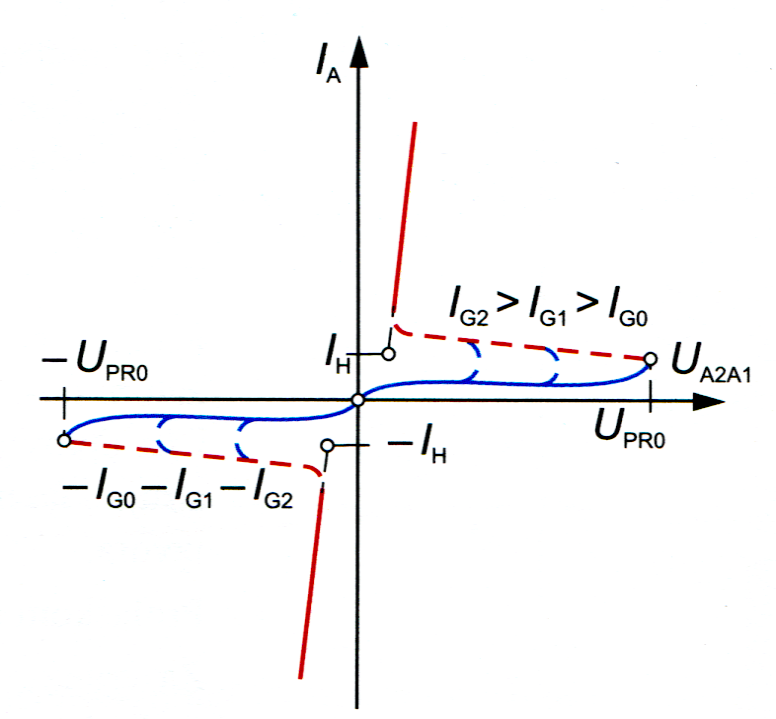 I_A
I_G2 > I_G1 > I_G0
I_H
U_A2A1
−U_PR0
U_PR0
−I_H
−I_G0 −I_G1 −I_G2